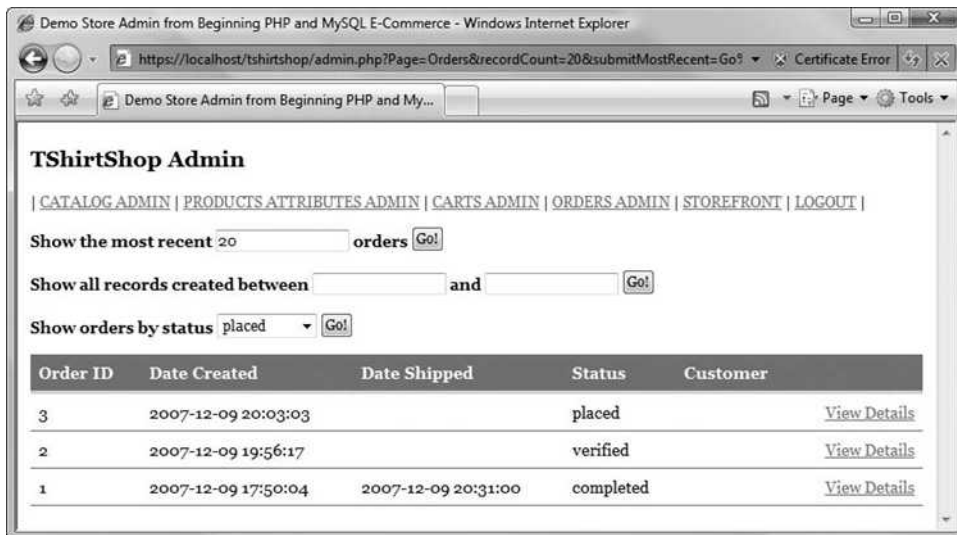 Demo Store Admin from Beginning PHP and MySQL E-Commerce - Windows Internet Explorer
https://localhost/tshirtshop/admin.php?Page=Orders&recordCount=20&submitMostRecent=Go
Certificate Error
Demo Store Admin from Beginning PHP and My...
Page
Tools
TShirtShop Admin
| CATALOG ADMIN | PRODUCTS ATTRIBUTES ADMIN | CARTS ADMIN | ORDERS ADMIN | STOREFRONT | LOGOUT |
Show the most recent 20 orders Go!
Show all records created between and Go!
Show orders by status placed Go!
Order ID Date Created Date Shipped Status Customer
3 2007-12-09 20:03:03 placed View Details
2 2007-12-09 19:56:17 verified View Details
1 2007-12-09 17:50:04 2007-12-09 20:31:00 completed View Details